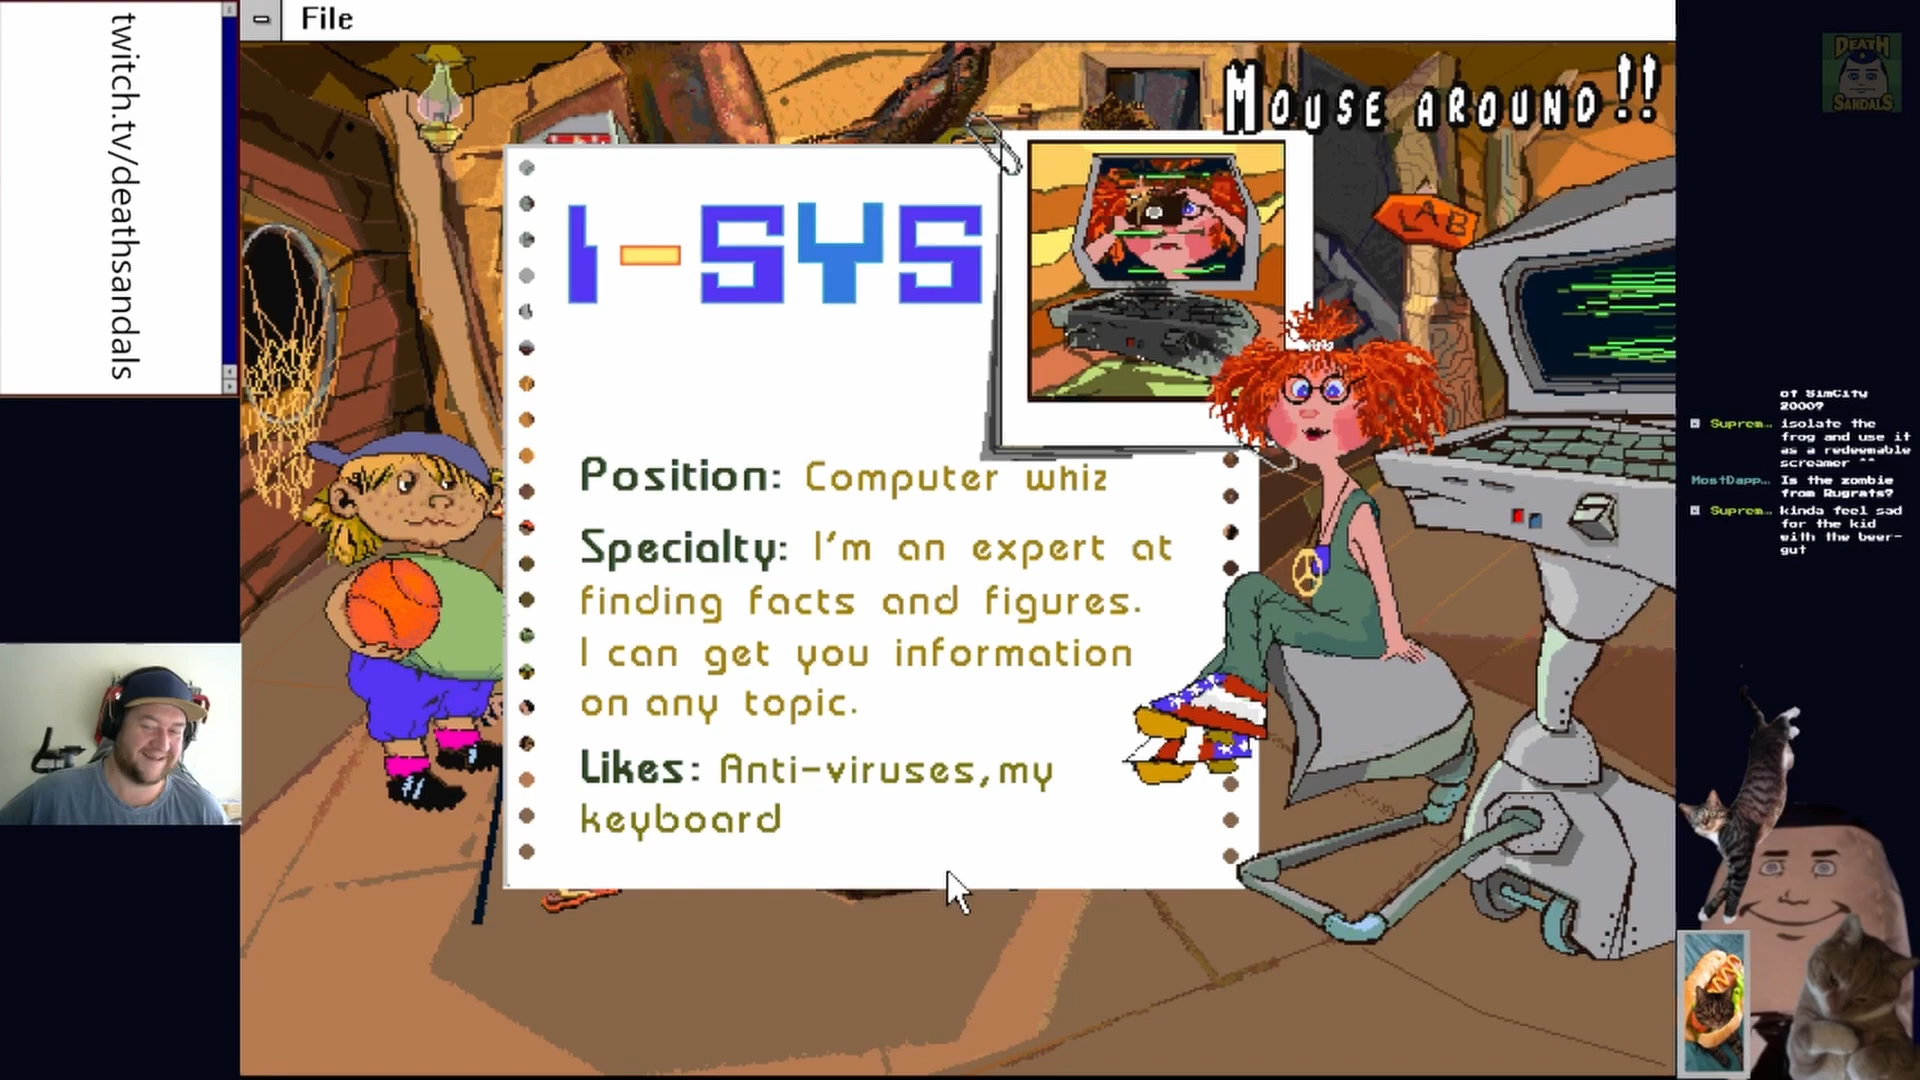 twitch.tv/deathsandals
File
MOUSE AROUND!!
DEATH
SANDALS
LAB
I-SYS
Position: Computer whiz
Specialty: I'm an expert at
finding facts and figures.
I can get you information
on any topic.
Likes: Anti-viruses, my
keyboard
of SimCity
2000?
Suprem... isolate the
frog and use it
as a redeemable
screamer ^^
MostDapp... Is the zombie
from Rugrats?
Suprem... kinda feel sad
for the kid
with the beer-
gut